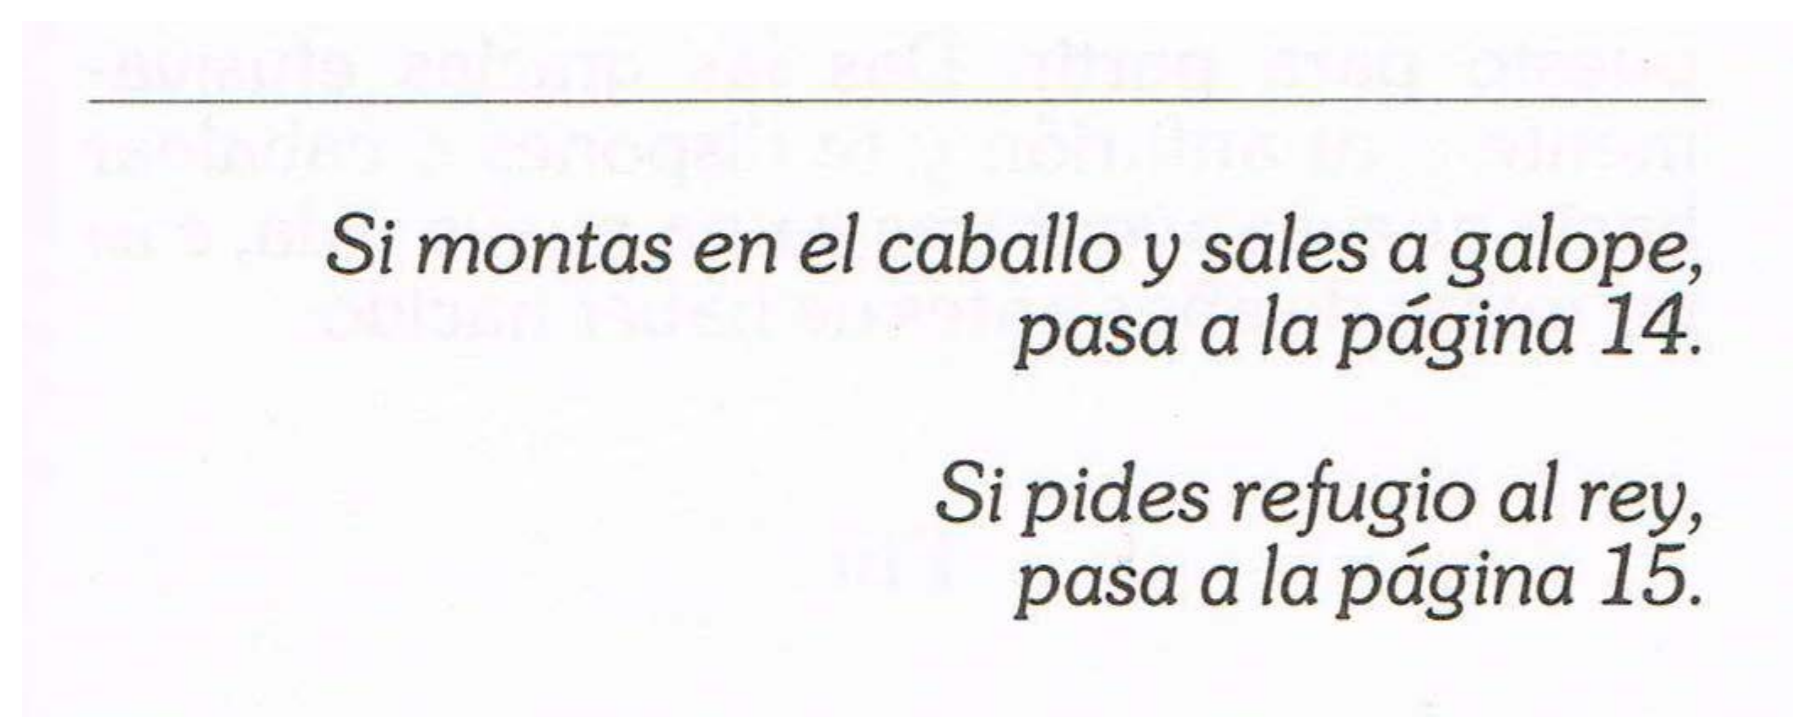 Si montas en el caballo y sales a galope,
pasa a la página 14.
Si pides refugio al rey,
pasa a la página 15.